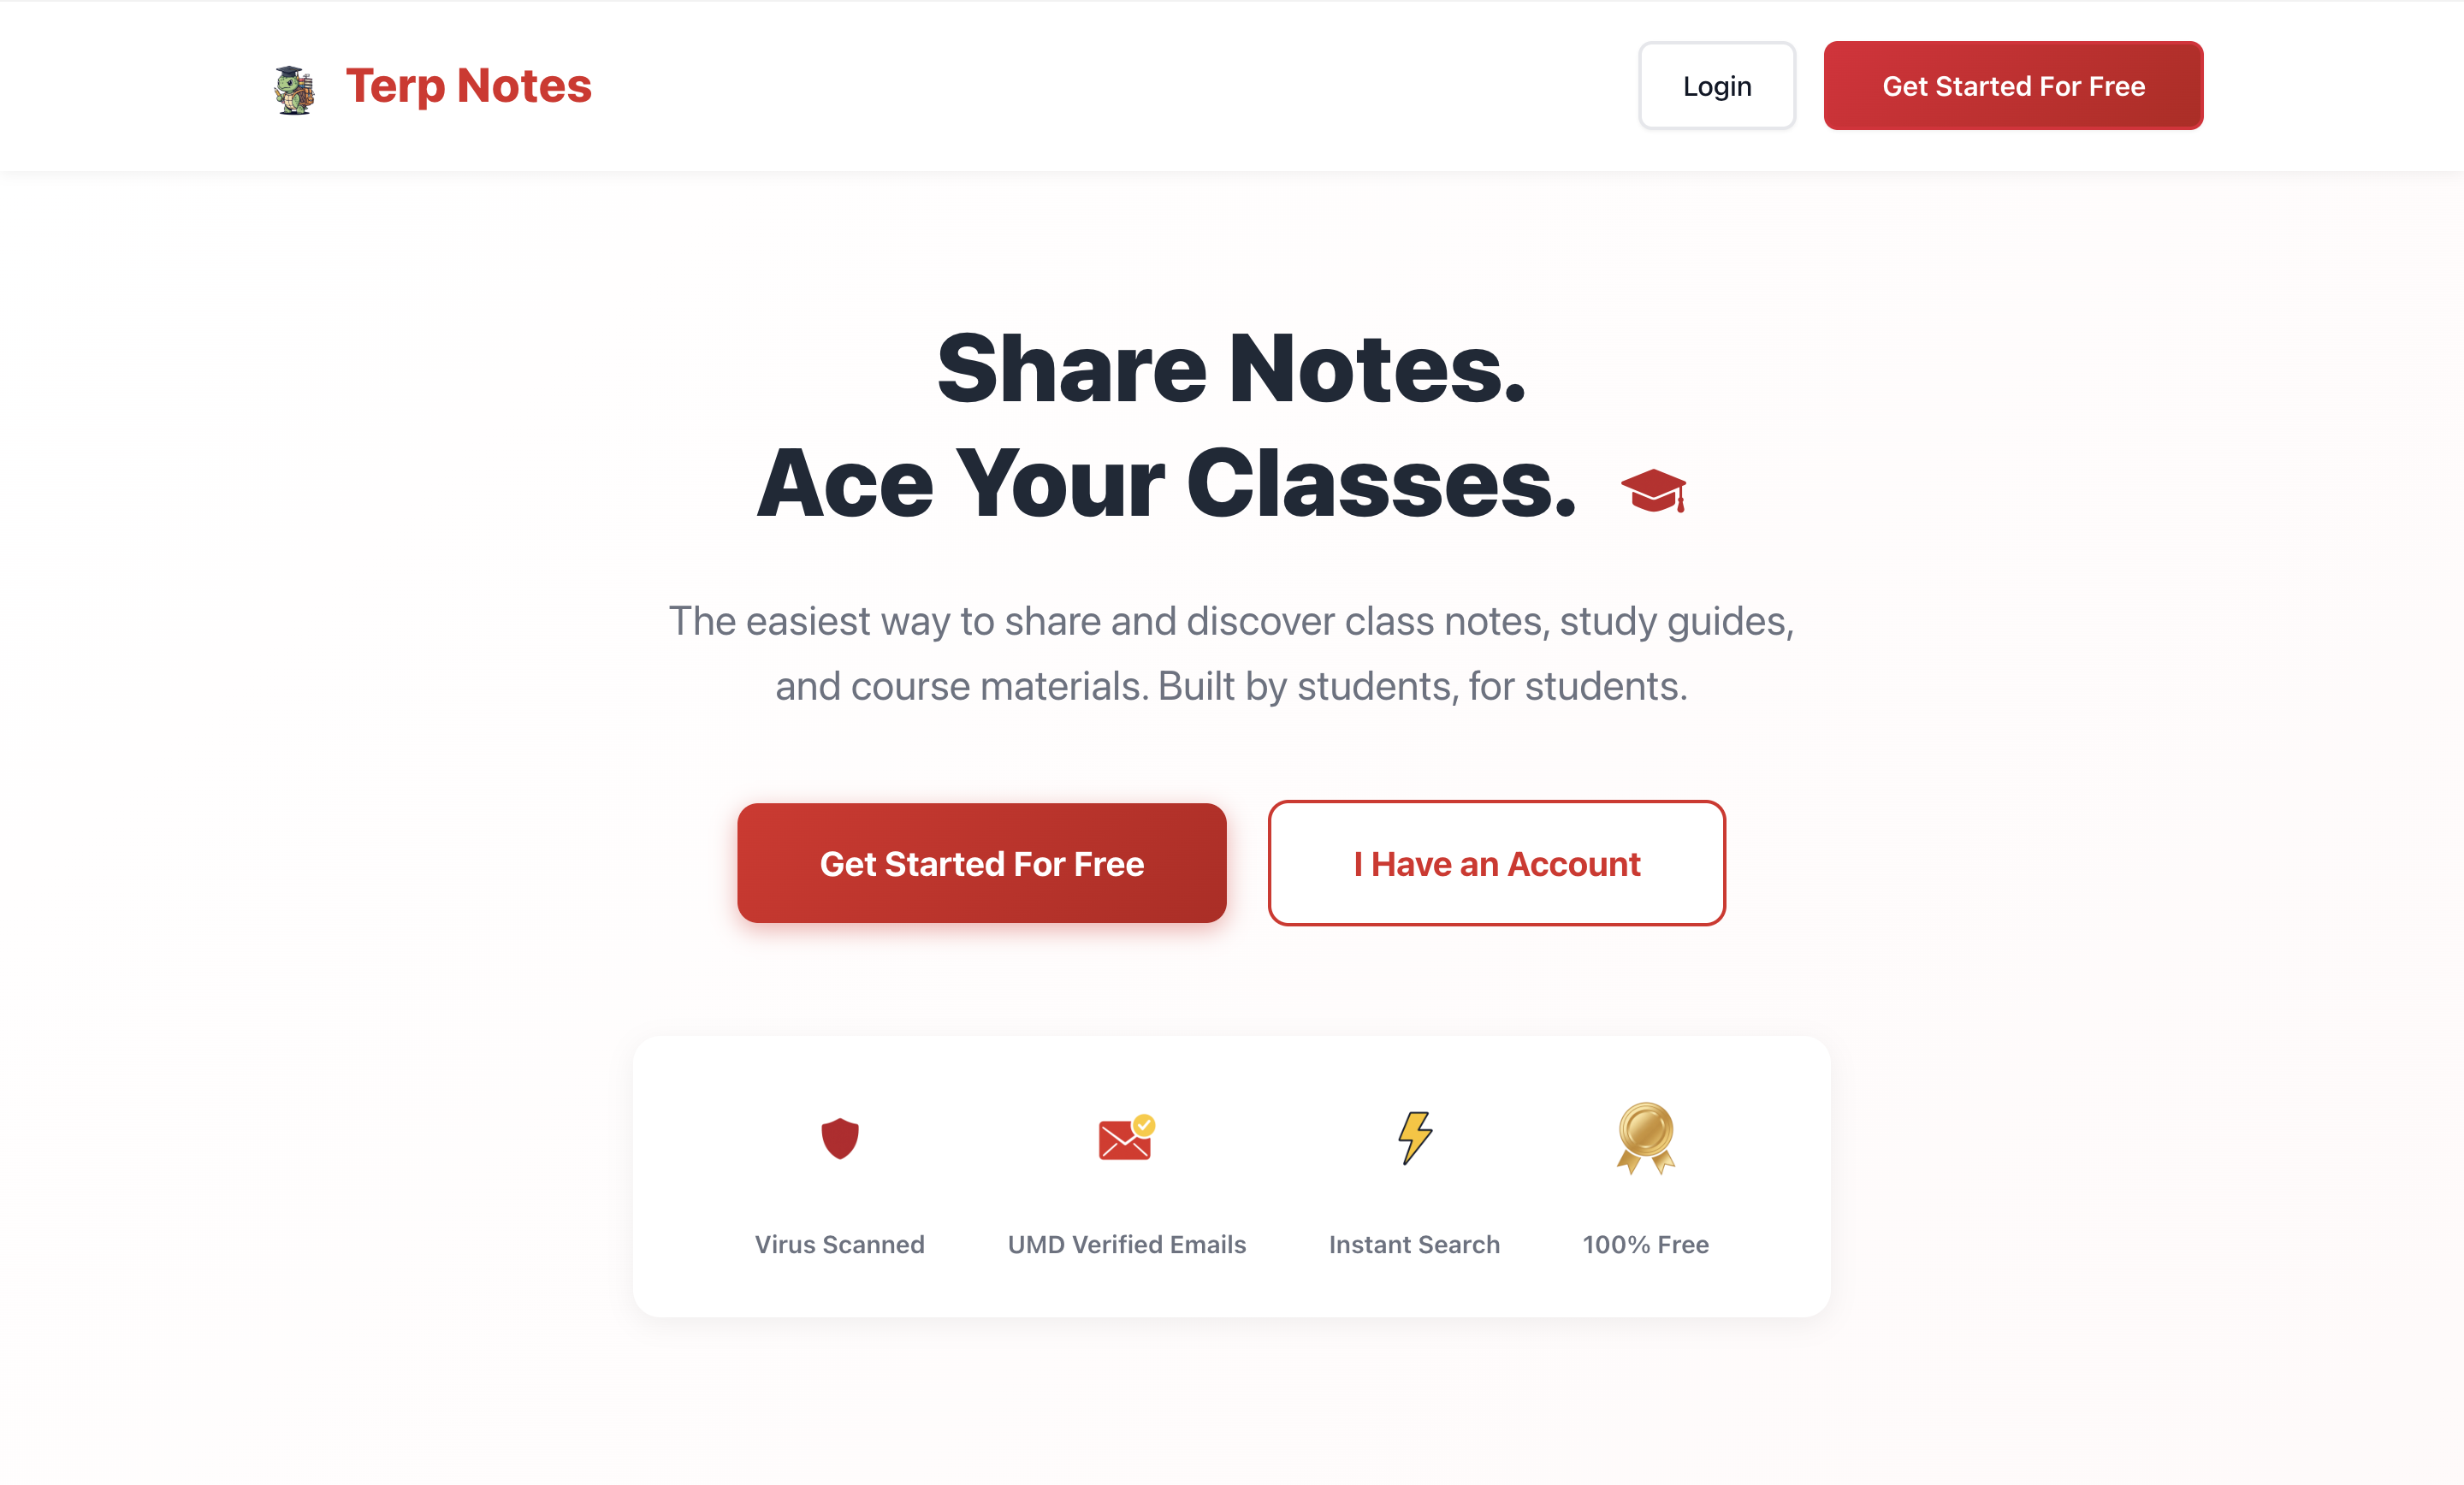 Terp Notes
Login
Get Started For Free
Share Notes.
Ace Your Classes.
The easiest way to share and discover class notes, study guides,
and course materials. Built by students, for students.
Get Started For Free
I Have an Account
Virus Scanned
UMD Verified Emails
Instant Search
100% Free